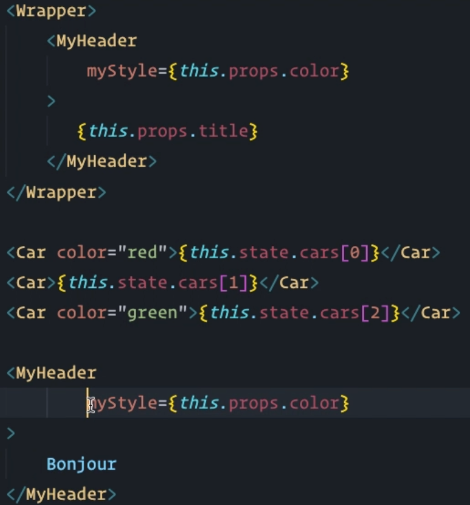 <Wrapper>
<MyHeader
myStyle={this.props.color}
>
{this.props.title}
</MyHeader>
</Wrapper>
<Car color="red">{this.state.cars[0]}</Car>
<Car>{this.state.cars[1]}</Car>
<Car color="green">{this.state.cars[2]}</Car>
<MyHeader
myStyle={this.props.color}
>
Bonjour
</MyHeader>